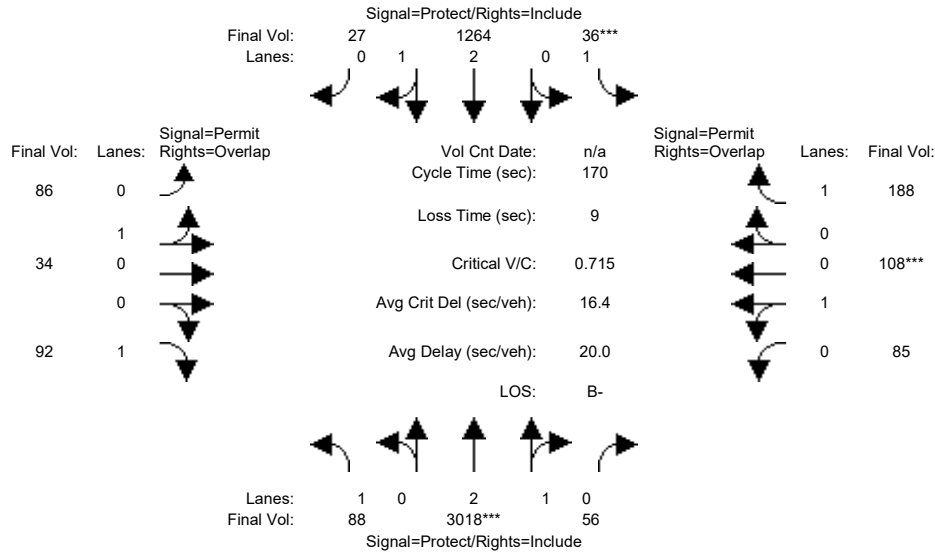 Signal=Protect/Rights=Include
Final Vol: 27 1264 36***
Lanes: 0 1 2 0 1
Signal=Permit Signal=Permit
Final Vol: Lanes: Rights=Overlap Vol Cnt Date: n/a Rights=Overlap Lanes: Final Vol:
Cycle Time (sec): 170
86 0 1 188
Loss Time (sec): 9
1 0
34 0 Critical V/C: 0.715 0 108***
0 Avg Crit Del (sec/veh): 16.4 1
92 1 Avg Delay (sec/veh): 20.0 0 85
LOS: B-
Lanes: 1 0 2 1 0
Final Vol: 88 3018*** 56
Signal=Protect/Rights=Include